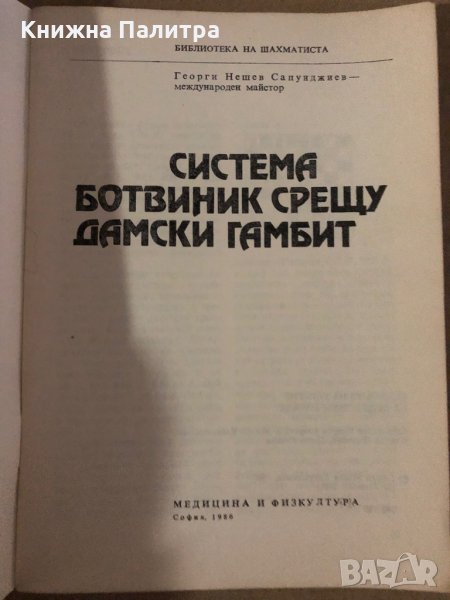 Книжна Палитра
БИБЛИОТЕКА НА ШАХМАТИСТА
Георги Нешев Сапунджиев—
международен майстор
СИСТЕМА
БОТВИНИК СРЕЩУ
ДАМСКИ ГАМБИТ
МЕДИЦИНА И ФИЗКУЛТУРА
София, 1986
BAZAR